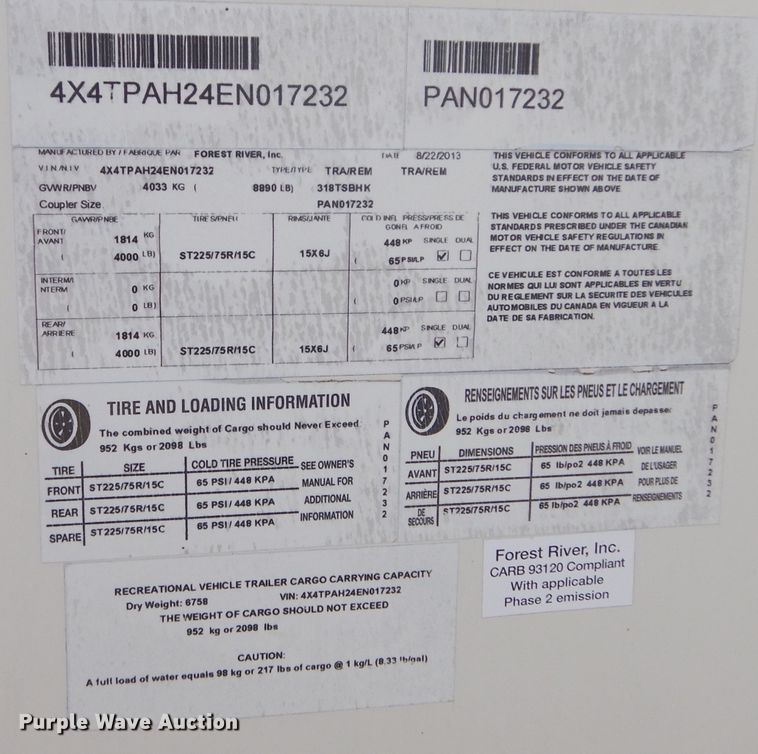 4X4TPAH24EN017232
PAN017232
MANUFACTURED BY / FABRIQUE PAR FOREST RIVER, Inc. DATE 8/22/2013
VIN/NIV 4X4TPAH24EN017232 TYPE/TYPE TRA/REM TRA/REM
GVWR/PNBV 4033 KG ( 8890 LB) 318TSBHK
Coupler Size PAN017232
GAWR/PNBE TIRES/PNEU RIMS/JANTE COLD INFL PRESS/PRESS DE GONFL A FROID
FRONT/ AVANT 1814 KG 448 KP SINGLE DUAL
( 4000 LB) ST225/75R/15C 15X6J ( 65 PSI/LP
INTERM/ NTERM 0 KG 0 KP SINGLE DUAL
( 0 LB) ( 0 PSI/LP
REAR/ ARRIERE 1814 KG 448 KP SINGLE DUAL
( 4000 LB) ST225/75R/15C 15X6J ( 65 PSI/LP
THIS VEHICLE CONFORMS TO ALL APPLICABLE
U.S. FEDERAL MOTOR VEHICLE SAFETY
STANDARDS IN EFFECT ON THE DATE OF
MANUFACTURE SHOWN ABOVE
THIS VEHICLE CONFORMS TO ALL APPLICABLE
STANDARDS PRESCRIBED UNDER THE CANADIAN
MOTOR VEHICLE SAFETY REGULATIONS IN
EFFECT ON THE DATE OF MANUFACTURE.
CE VEHICULE EST CONFORME A TOUTES LES
NORMES QUI LUI SONT APPLICABLES EN VERTU
DU REGLEMENT SUR LA SECURITE DES VEHICULES
AUTOMOBILES DU CANADA EN VIGUEUR A LA
DATE DE SA FABRICATION.
TIRE AND LOADING INFORMATION
The combined weight of Cargo should Never Exceed
952 Kgs or 2098 Lbs
TIRE SIZE COLD TIRE PRESSURE SEE OWNER'S
FRONT ST225/75R/15C 65 PSI / 448 KPA MANUAL FOR
REAR ST225/75R/15C 65 PSI / 448 KPA ADDITIONAL
SPARE ST225/75R/15C 65 PSI / 448 KPA INFORMATION
PAN017232
RENSEIGNEMENTS SUR LES PNEUS ET LE CHARGEMENT
Le poids du chargement ne doit jamais depasser
952 Kgs or 2098 Lbs
PNEU DIMENSIONS PRESSION DES PNEUS À FROID VOIR LE MANUEL
AVANT ST225/75R/15C 65 lb/po2 448 KPA DE L'USAGER
ARRIÈRE ST225/75R/15C 65 lb/po2 448 KPA POUR PLUS DE
DE SECOURS ST225/75R/15C 65 lb/po2 448 KPA RENSEIGNEMENTS
PAN017232
RECREATIONAL VEHICLE TRAILER CARGO CARRYING CAPACITY
Dry Weight: 6758 VIN: 4X4TPAH24EN017232
THE WEIGHT OF CARGO SHOULD NOT EXCEED
952 kg or 2098 lbs
CAUTION:
A full load of water equals 98 kg or 217 lbs of cargo @ 1 kg/L (8.33 lb/gal)
Forest River, Inc.
CARB 93120 Compliant
With applicable
Phase 2 emission
Purple Wave Auction